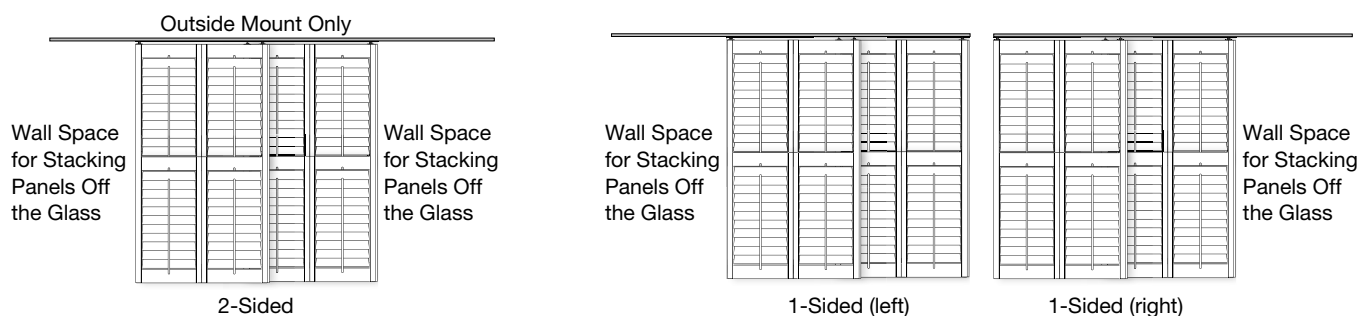 Outside Mount Only
Wall Space
for Stacking
Panels Off
the Glass
Wall Space
for Stacking
Panels Off
the Glass
2-Sided
Wall Space
for Stacking
Panels Off
the Glass
1-Sided (left)
Wall Space
for Stacking
Panels Off
the Glass
1-Sided (right)